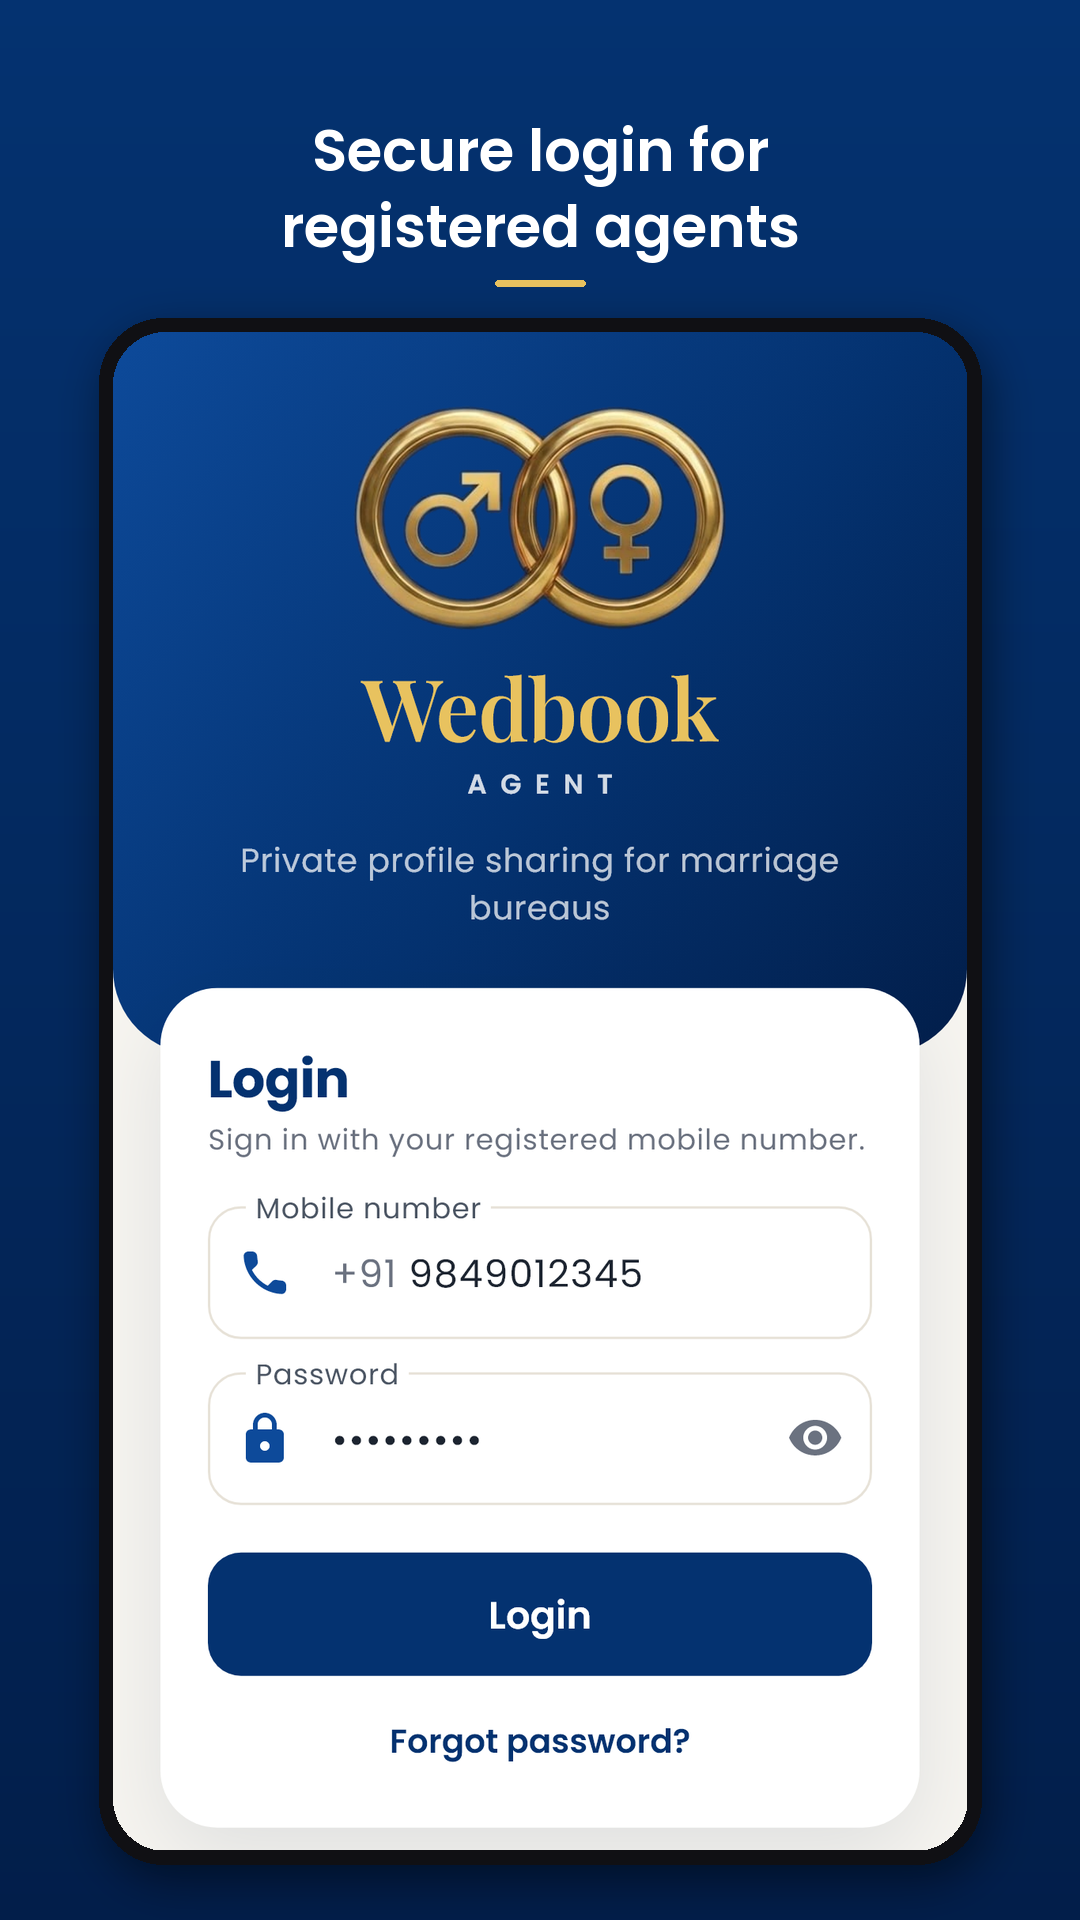 Secure login for
registered agents
Wedbook
AGENT
Private profile sharing for marriage
bureaus
Login
Sign in with your registered mobile number.
Mobile number
+91 9849012345
Password
•••••••••
Login
Forgot password?